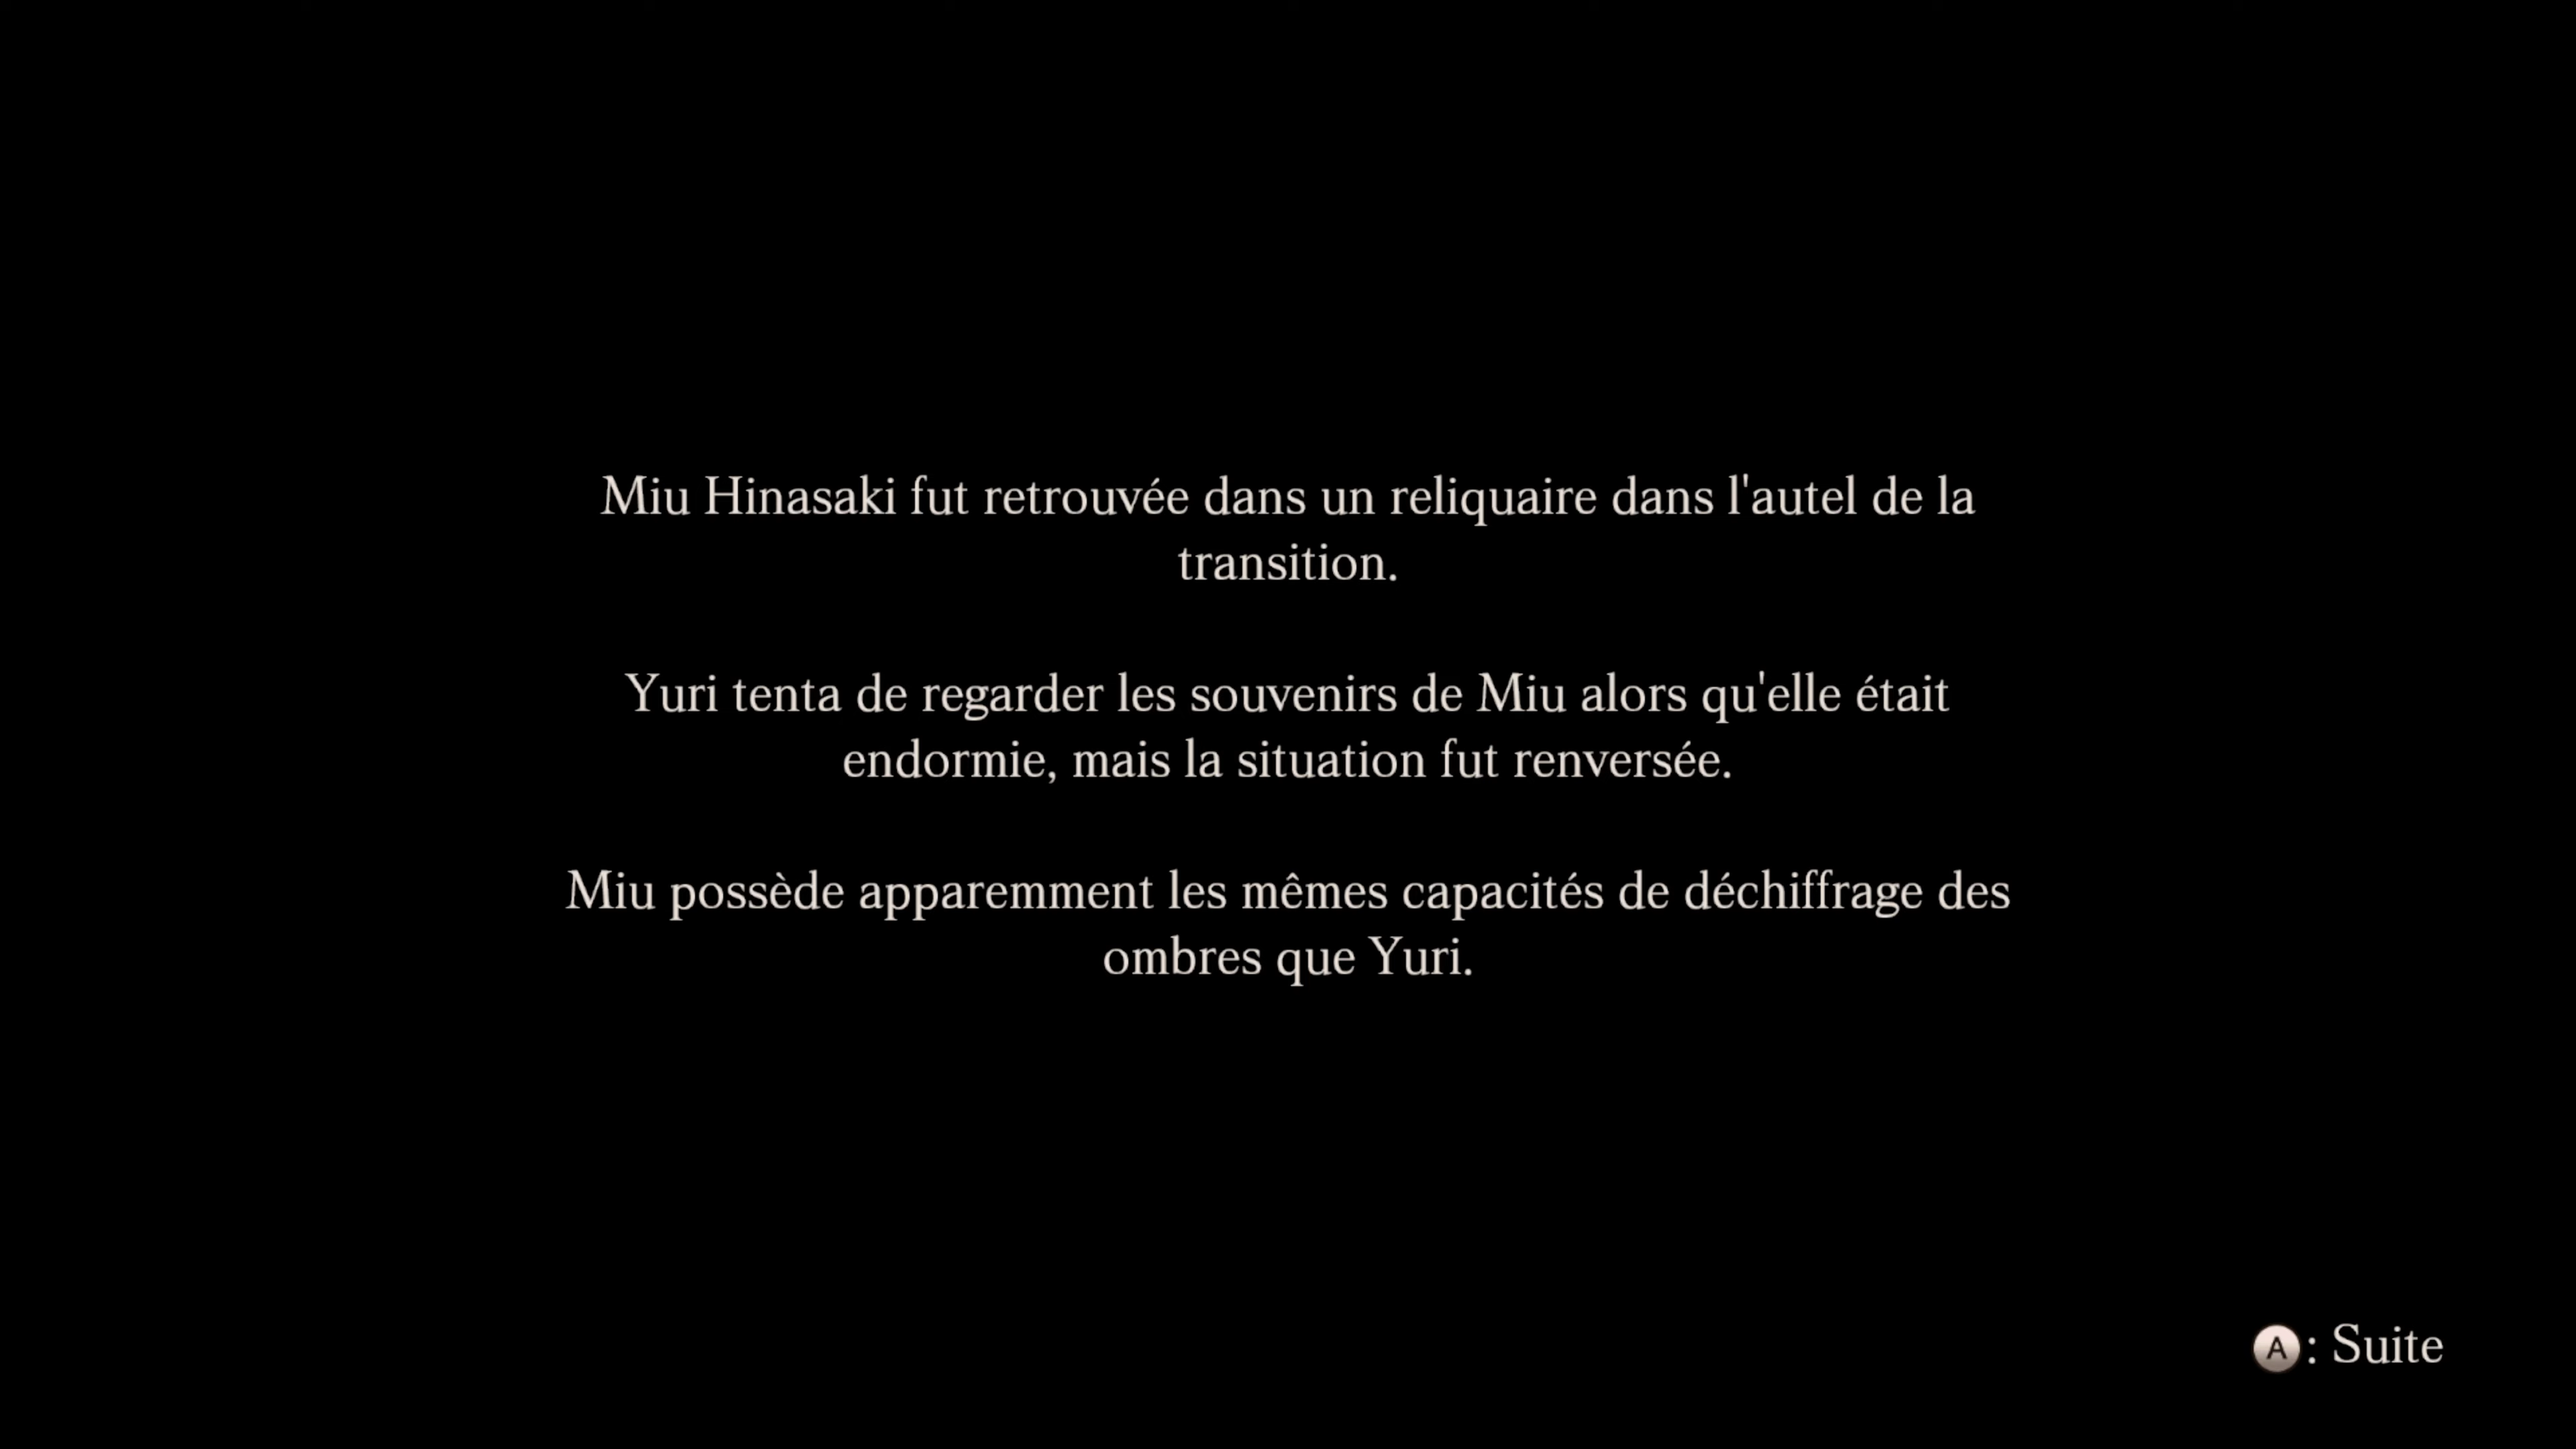 Miu Hinasaki fut retrouvée dans un reliquaire dans l'autel de la
transition.
Yuri tenta de regarder les souvenirs de Miu alors qu'elle était
endormie, mais la situation fut renversée.
Miu possède apparemment les mêmes capacités de déchiffrage des
ombres que Yuri.
A : Suite